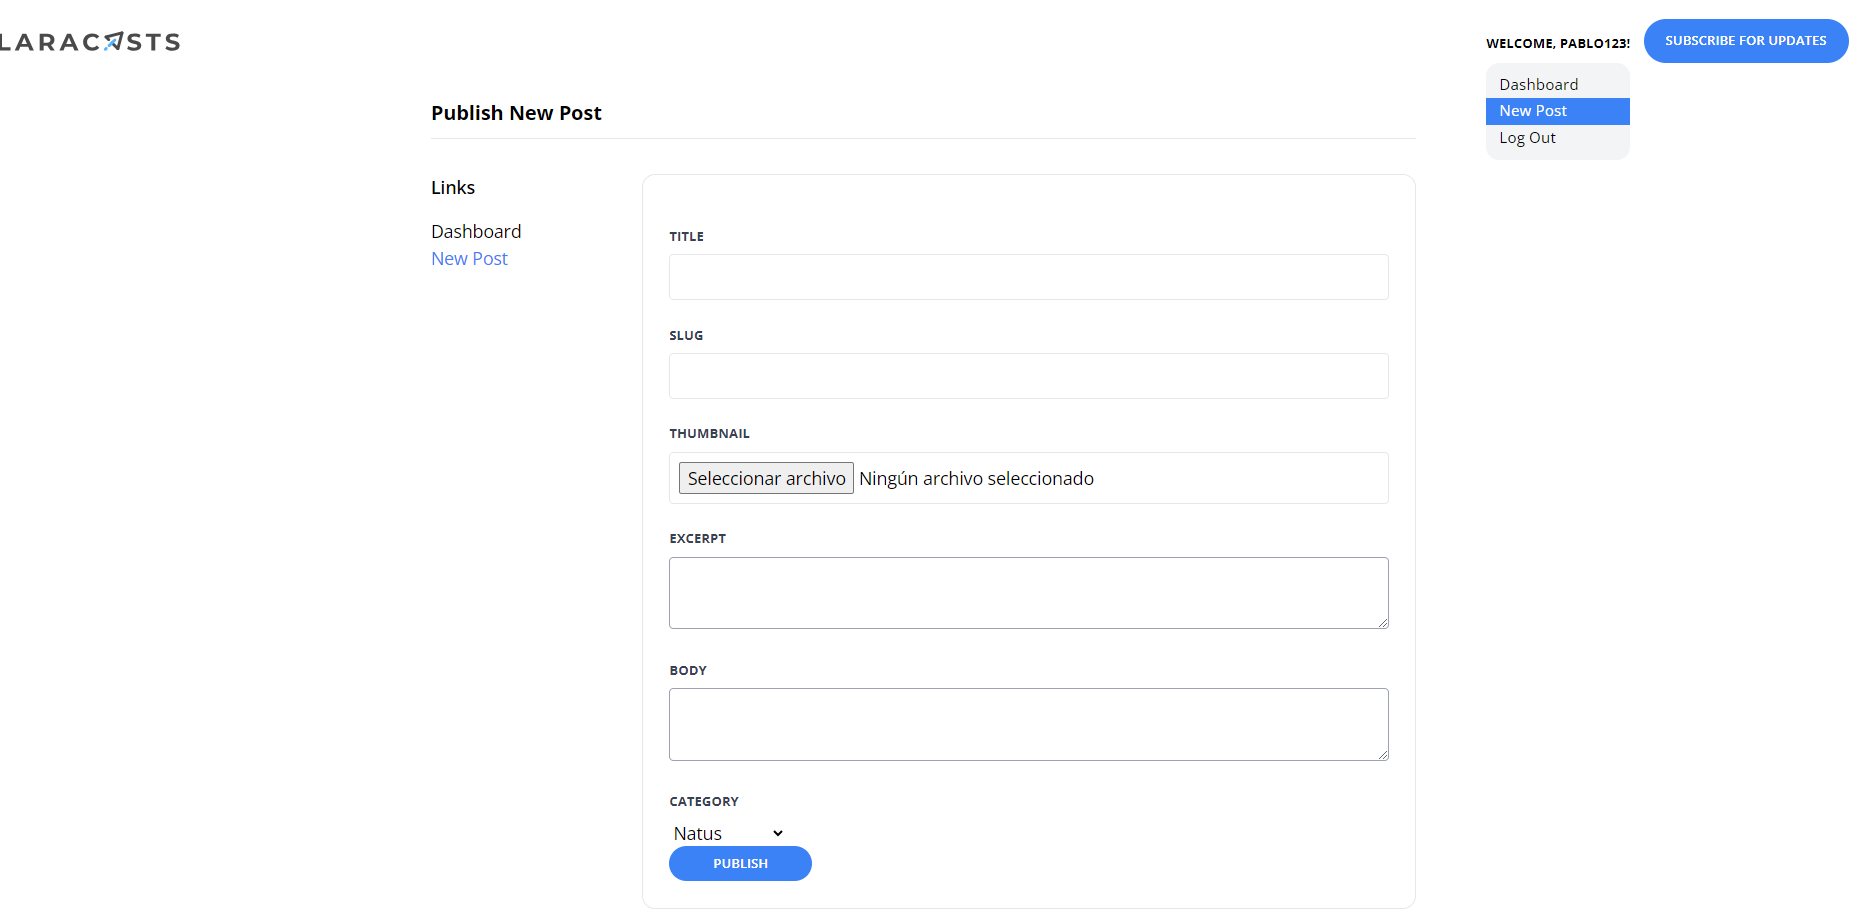 LARACASTS
WELCOME, PABLO123!
SUBSCRIBE FOR UPDATES
Dashboard
New Post
Log Out
Publish New Post
Links
Dashboard
New Post
TITLE
SLUG
THUMBNAIL
Seleccionar archivo Ningún archivo seleccionado
EXCERPT
BODY
CATEGORY
Natus
PUBLISH